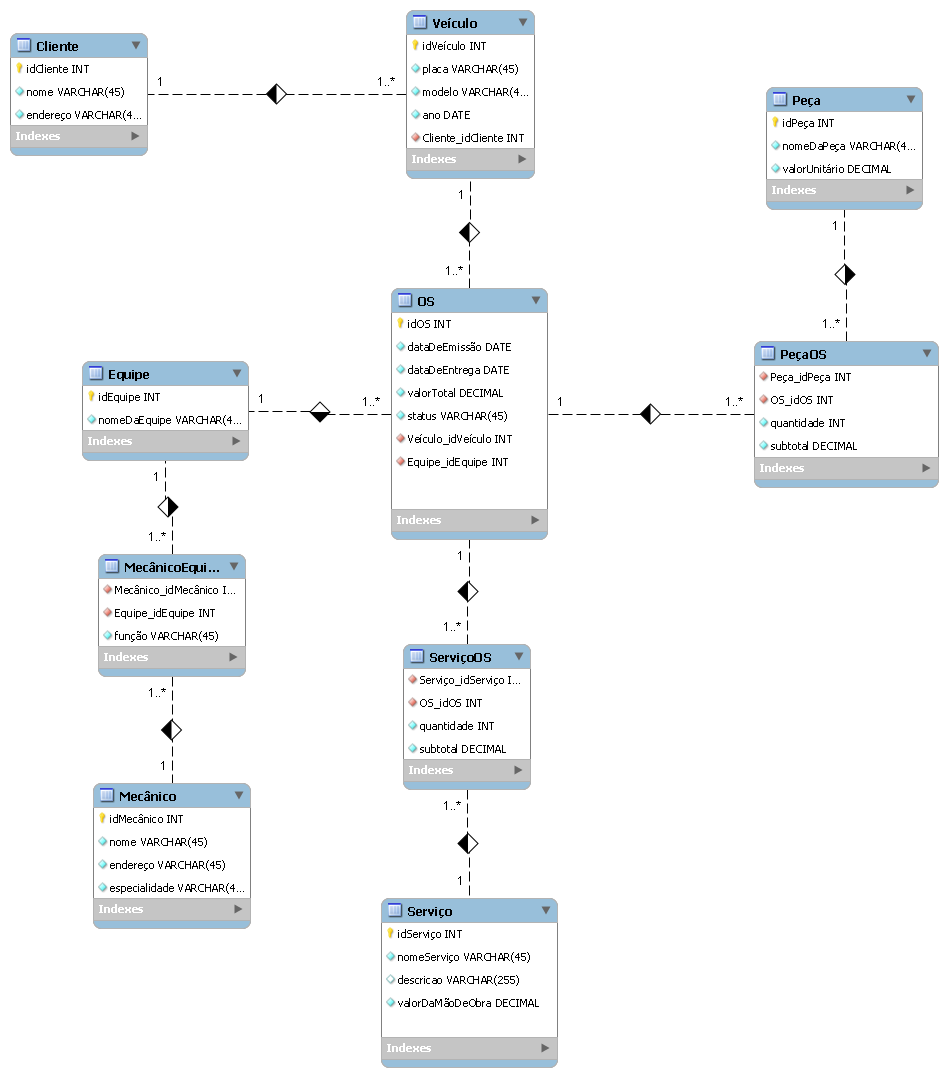 Cliente
idCliente INT
nome VARCHAR(45)
endereço VARCHAR(4...
Indexes
1
1..*
Veículo
idVeículo INT
placa VARCHAR(45)
modelo VARCHAR(4...
ano DATE
Cliente_idCliente INT
Indexes
1
1..*
Peça
idPeça INT
nomeDaPeça VARCHAR(4...
valorUnitário DECIMAL
Indexes
1
1..*
OS
idOS INT
dataDeEmissão DATE
dataDeEntrega DATE
valorTotal DECIMAL
status VARCHAR(45)
Veículo_idVeículo INT
Equipe_idEquipe INT
Indexes
1
1..*
PeçaOS
Peça_idPeça INT
OS_idOS INT
quantidade INT
subtotal DECIMAL
Indexes
Equipe
idEquipe INT
nomeDaEquipe VARCHAR(4...
Indexes
1
1..*
1
1..*
MecânicoEqui...
Mecânico_idMecânico I...
Equipe_idEquipe INT
função VARCHAR(45)
Indexes
1..*
1
Mecânico
idMecânico INT
nome VARCHAR(45)
endereço VARCHAR(45)
especialidade VARCHAR(4...
Indexes
1
1..*
ServiçoOS
Serviço_idServiço I...
OS_idOS INT
quantidade INT
subtotal DECIMAL
Indexes
1..*
1
Serviço
idServiço INT
nomeServiço VARCHAR(45)
descricao VARCHAR(255)
valorDaMãoDeObra DECIMAL
Indexes